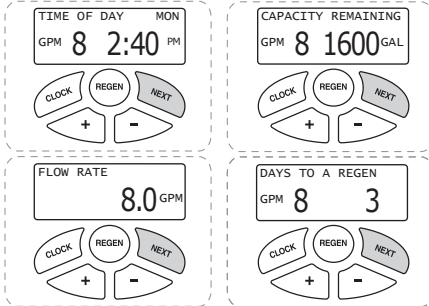 TIME OF DAY MON
GPM 8 2:40 PM
CLOCK REGEN NEXT
+ -
CAPACITY REMAINING
GPM 8 1600 GAL
CLOCK REGEN NEXT
+ -
FLOW RATE
8.0 GPM
CLOCK REGEN NEXT
+ -
DAYS TO A REGEN
GPM 8 3
CLOCK REGEN NEXT
+ -